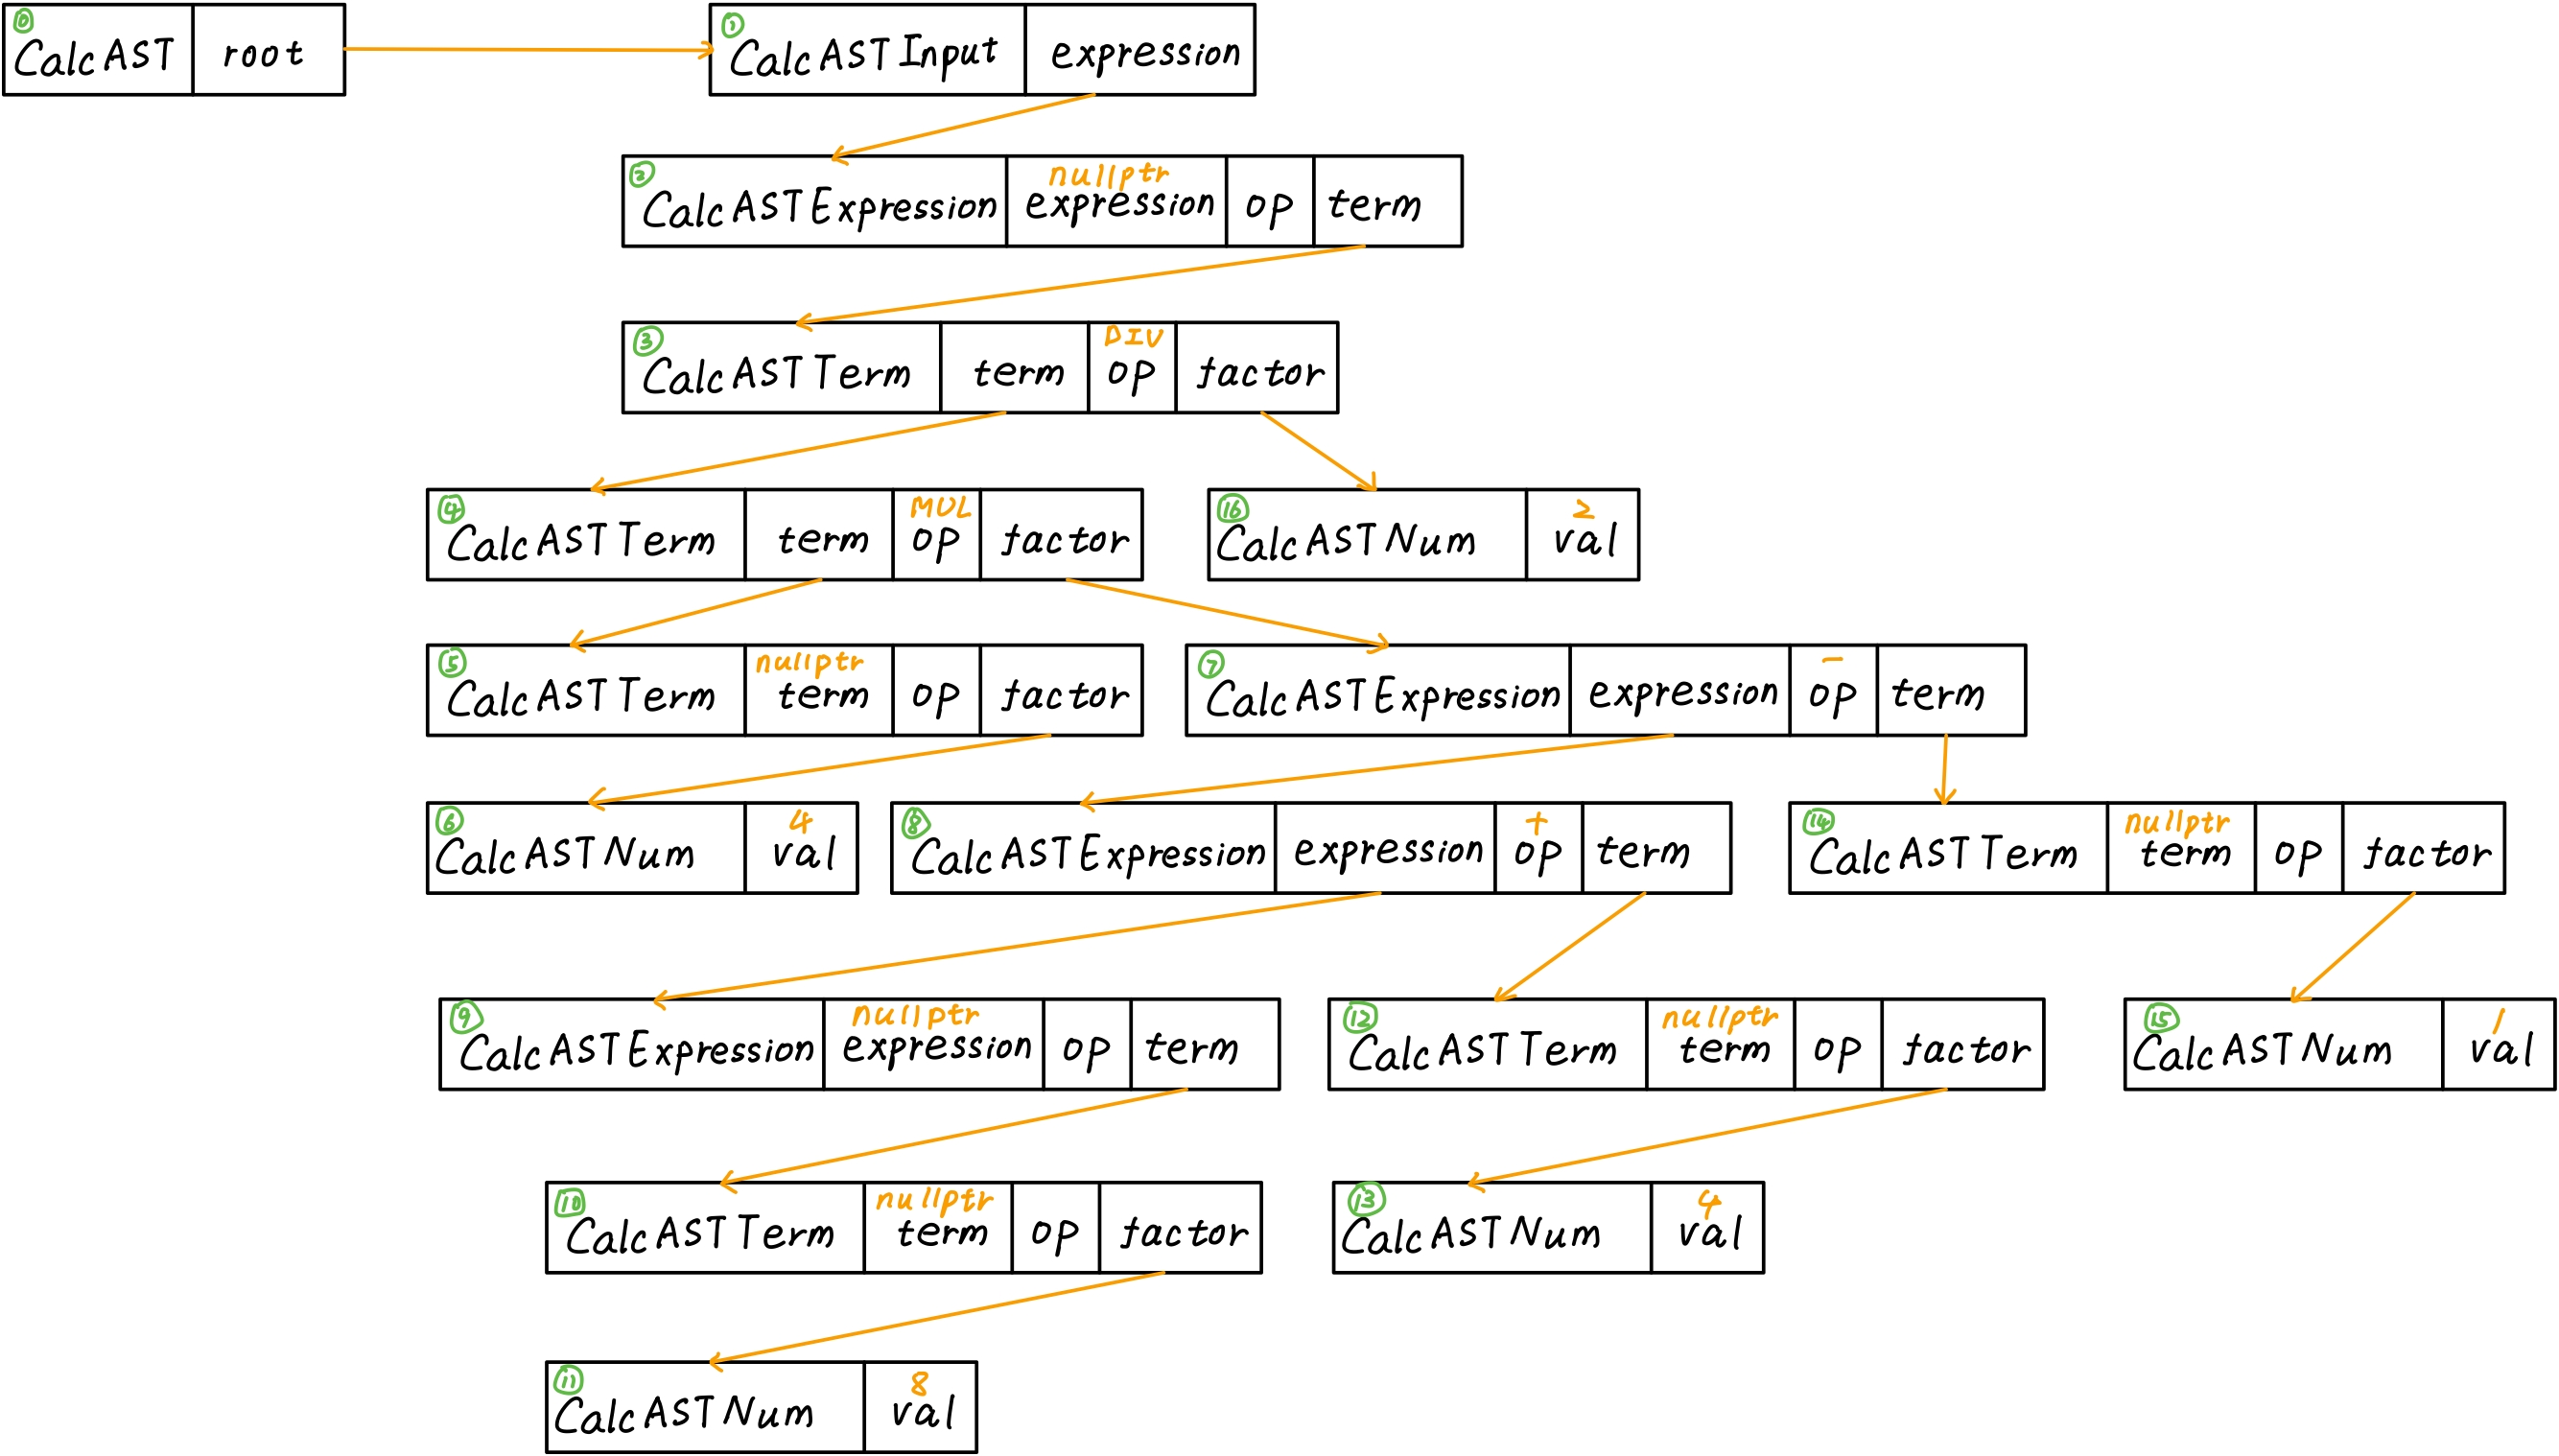 0 CalcAST root
1 CalcASTInput expression
2 CalcASTExpression nullptr expression op term
3 CalcASTTerm term DIV op factor
4 CalcASTTerm term MUL op factor
16 CalcASTNum 2 val
5 CalcASTTerm nullptr term op factor
7 CalcASTExpression expression - op term
6 CalcASTNum 4 val
8 CalcASTExpression expression + op term
14 CalcASTTerm nullptr term op factor
9 CalcASTExpression nullptr expression op term
12 CalcASTTerm nullptr term op factor
15 CalcASTNum 1 val
10 CalcASTTerm nullptr term op factor
13 CalcASTNum 4 val
11 CalcASTNum 8 val